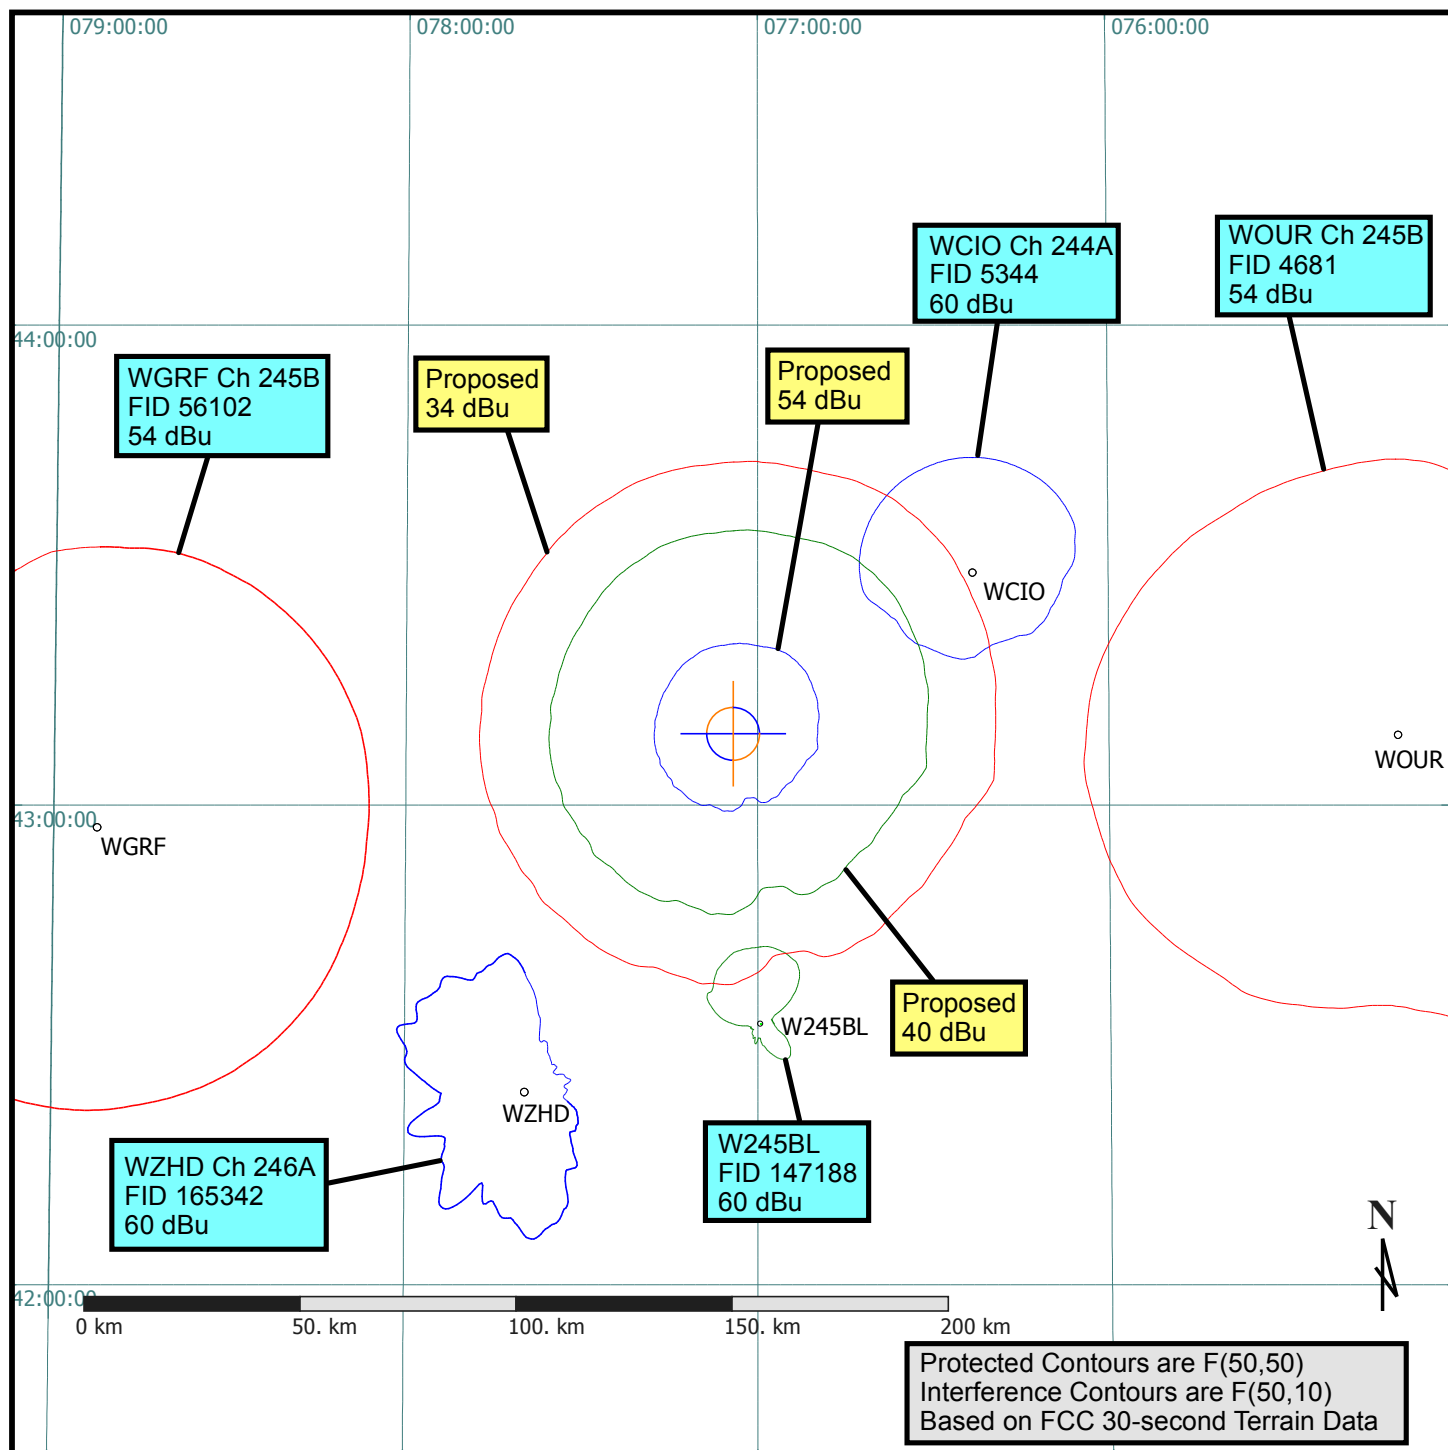 079:00:00
078:00:00
077:00:00
076:00:00
WCIO Ch 244A
FID 5344
60 dBu
WOUR Ch 245B
FID 4681
54 dBu
44:00:00
WGRF Ch 245B
FID 56102
54 dBu
Proposed
34 dBu
Proposed
54 dBu
WCIO
WOUR
43:00:00
WGRF
Proposed
40 dBu
W245BL
WZHD
W245BL
FID 147188
60 dBu
WZHD Ch 246A
FID 165342
60 dBu
N
42:00:00
0 km
50. km
100. km
150. km
200 km
Protected Contours are F(50,50)
Interference Contours are F(50,10)
Based on FCC 30-second Terrain Data